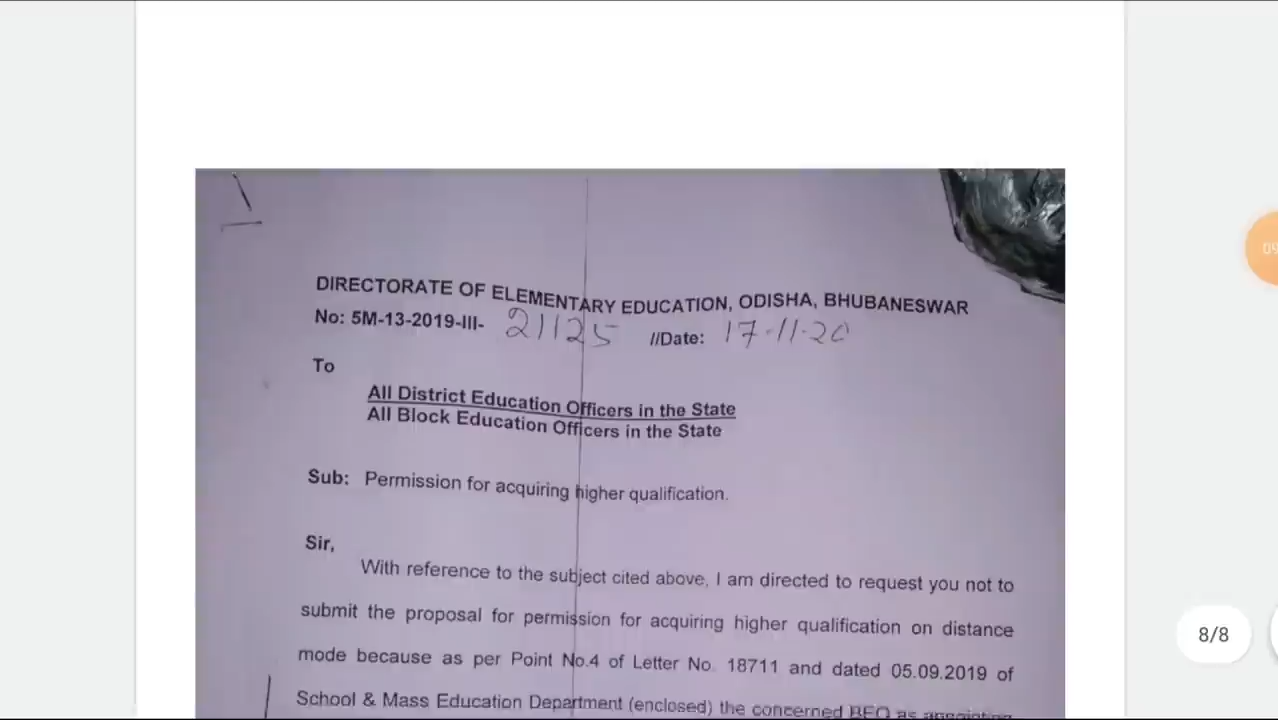 DIRECTORATE OF ELEMENTARY EDUCATION, ODISHA, BHUBANESWAR
No: 5M-13-2019-III- 21125 //Date: 17-11-20
To
All District Education Officers in the State
All Block Education Officers in the State
Sub: Permission for acquiring higher qualification.
Sir,
With reference to the subject cited above, I am directed to request you not to
submit the proposal for permission for acquiring higher qualification on distance
mode because as per Point No.4 of Letter No. 18711 and dated 05.09.2019 of
School & Mass Education Department (enclosed) the concerned BEO as appointing
8/8